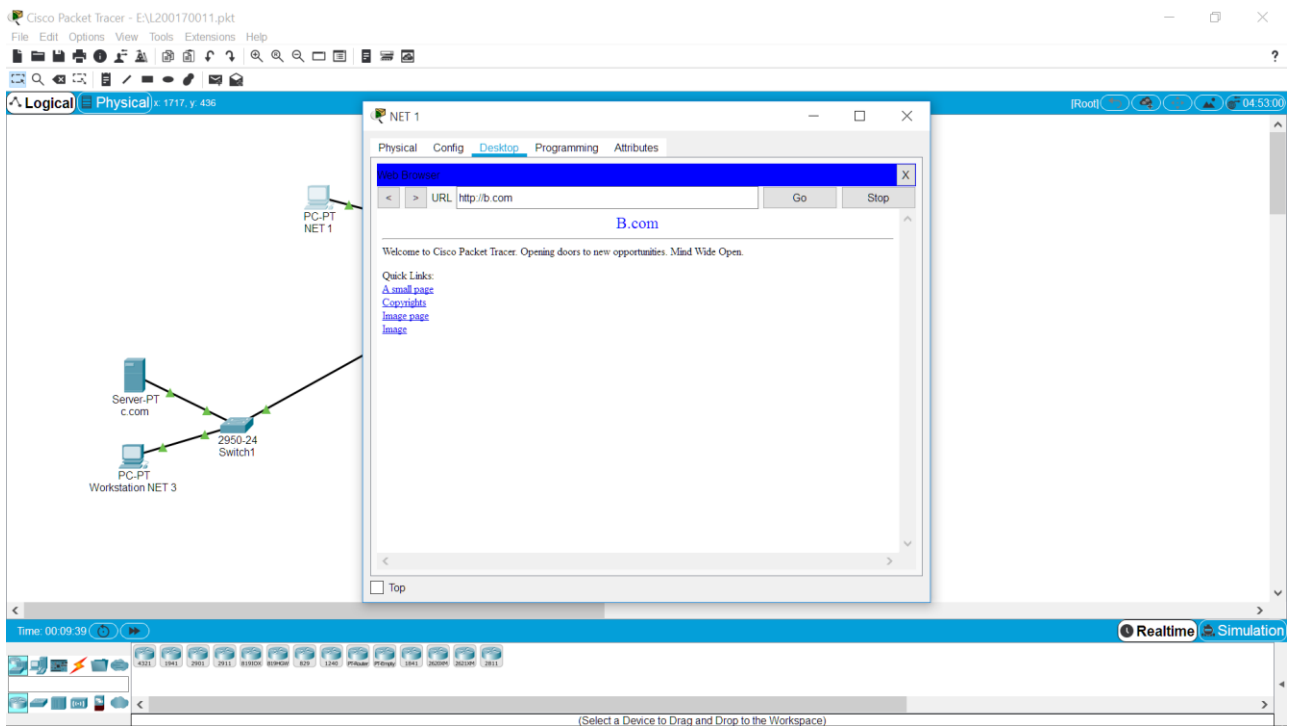 Cisco Packet Tracer - E:\L200170011.pkt
File Edit Options View Tools Extensions Help
?
Logical Physical x: 1717, y: 436 [Root] 04:53:00
NET 1
Physical Config Desktop Programming Attributes
Web Browser X
< > URL http://b.com Go Stop
B.com
Welcome to Cisco Packet Tracer. Opening doors to new opportunities. Mind Wide Open.
Quick Links:
A small page
Copyrights
Image page
Image
Top
PC-PT
NET 1
Server-PT
c.com
2950-24
Switch1
PC-PT
Workstation NET 3
Time: 00:09:39 Realtime Simulation
4321 1941 2901 2911 819IOX 819HGW 829 1240 PT-Router PT-Empty 1841 2620XM 2621XM 2811
(Select a Device to Drag and Drop to the Workspace)